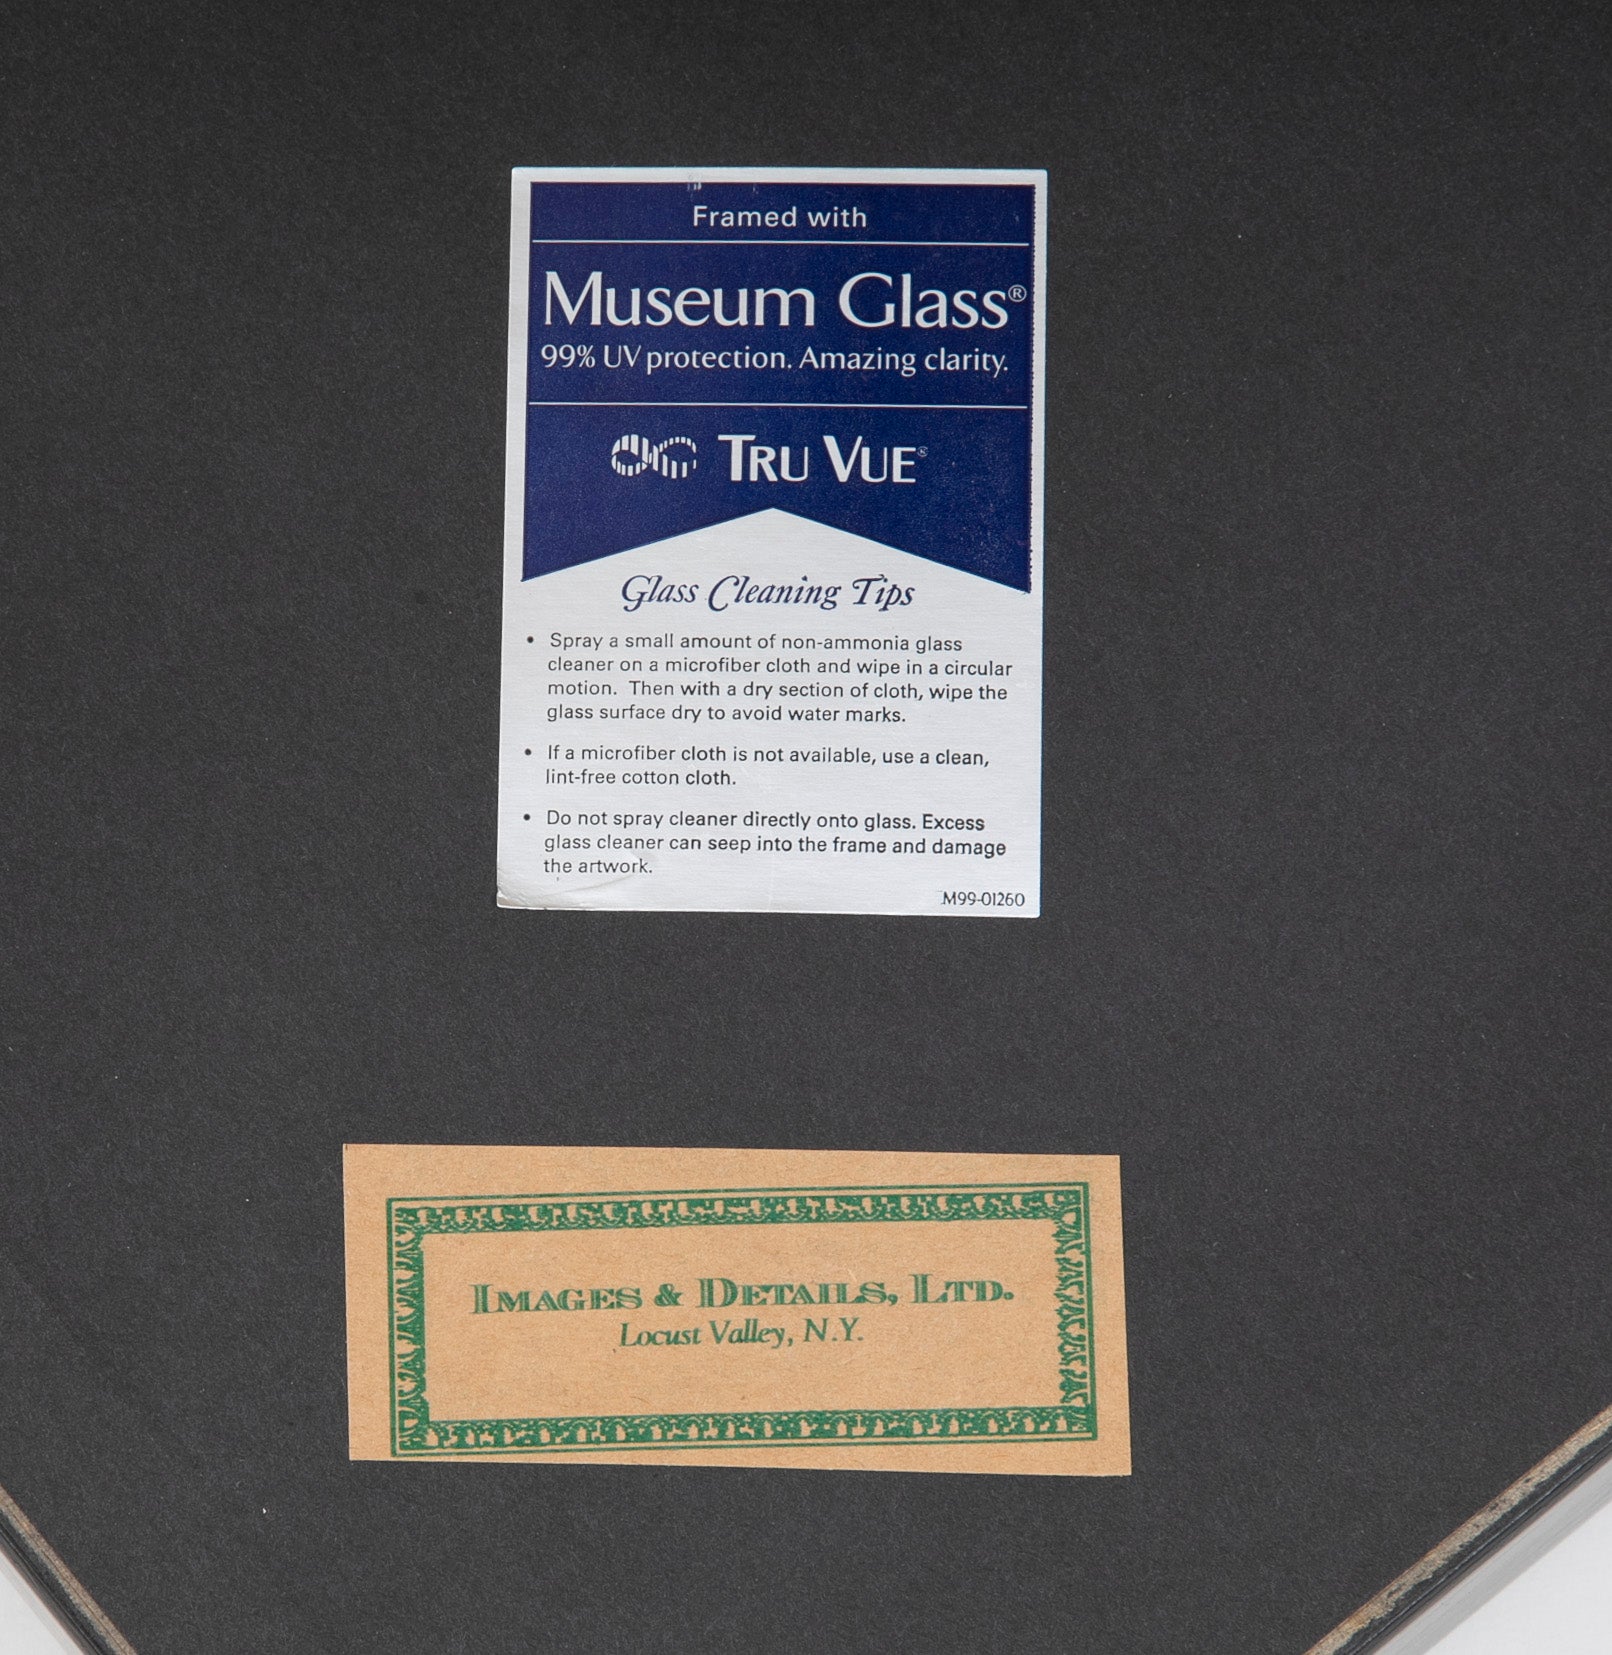 Framed with
Museum Glass®
99% UV protection. Amazing clarity.
TRU VUE®
Glass Cleaning Tips
• Spray a small amount of non-ammonia glass
cleaner on a microfiber cloth and wipe in a circular
motion. Then with a dry section of cloth, wipe the
glass surface dry to avoid water marks.
• If a microfiber cloth is not available, use a clean,
lint-free cotton cloth.
• Do not spray cleaner directly onto glass. Excess
glass cleaner can seep into the frame and damage
the artwork.
M99-01260
IMAGES & DETAILS, LTD.
Locust Valley, N.Y.